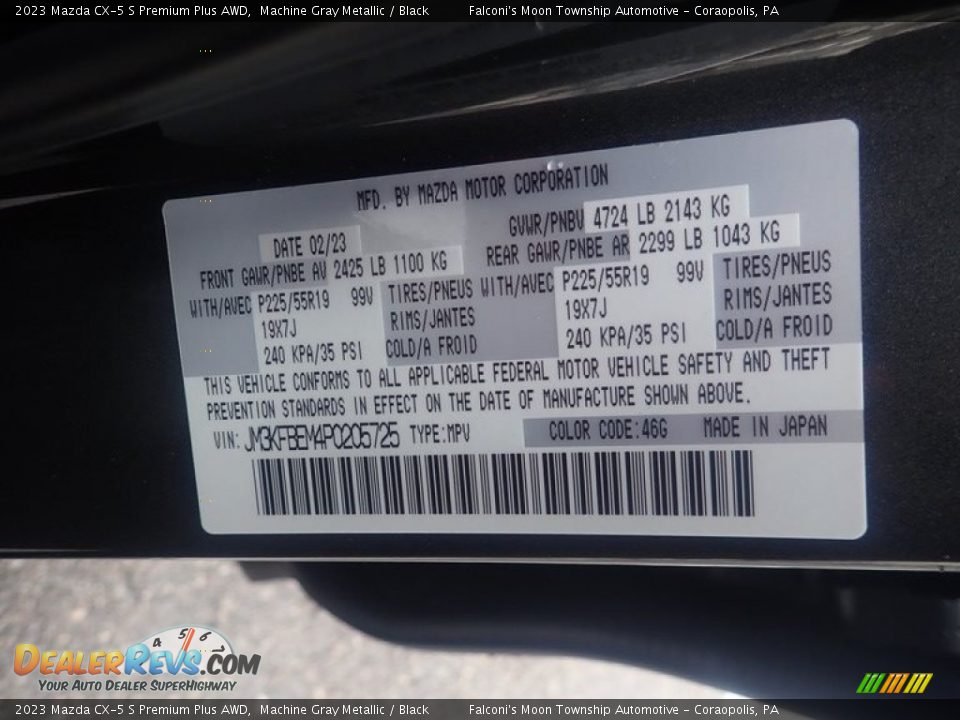 2023 Mazda CX-5 S Premium Plus AWD, Machine Gray Metallic / Black Falconi's Moon Township Automotive - Coraopolis, PA
MFD. BY MAZDA MOTOR CORPORATION
DATE 02/23 GVWR/PNBV 4724 LB 2143 KG
FRONT GAWR/PNBE AV 2425 LB 1100 KG REAR GAWR/PNBE AR 2299 LB 1043 KG
WITH/AVEC P225/55R19 99V TIRES/PNEUS WITH/AVEC P225/55R19 99V TIRES/PNEUS
19X7J RIMS/JANTES 19X7J RIMS/JANTES
240 KPA/35 PSI COLD/A FROID 240 KPA/35 PSI COLD/A FROID
THIS VEHICLE CONFORMS TO ALL APPLICABLE FEDERAL MOTOR VEHICLE SAFETY AND THEFT
PREVENTION STANDARDS IN EFFECT ON THE DATE OF MANUFACTURE SHOWN ABOVE.
VIN: JM3KFBEM4P0205725 TYPE:MPV COLOR CODE:46G MADE IN JAPAN
4 5 6
DEALERREVS.COM
YOUR AUTO DEALER SUPERHIGHWAY
2023 Mazda CX-5 S Premium Plus AWD, Machine Gray Metallic / Black Falconi's Moon Township Automotive - Coraopolis, PA